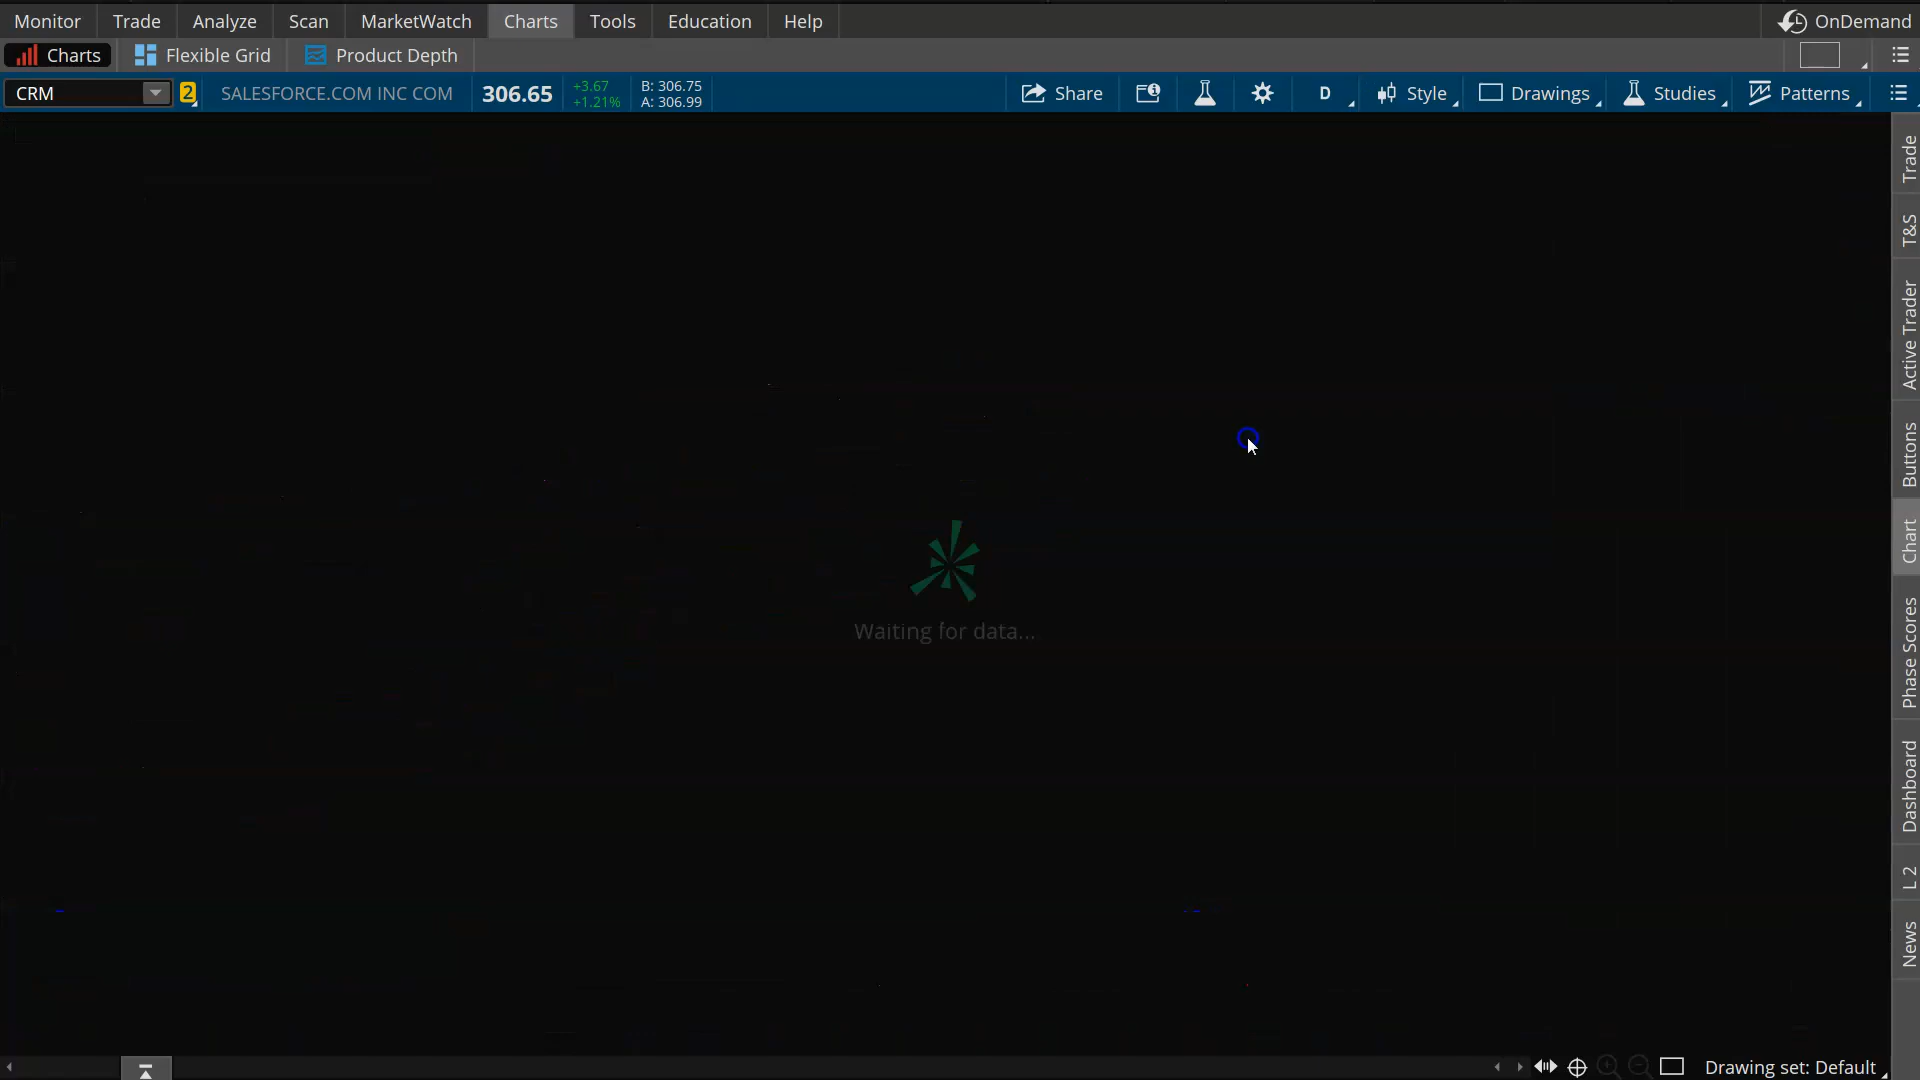 Monitor Trade Analyze Scan MarketWatch Charts Tools Education Help OnDemand
Charts Flexible Grid Product Depth
CRM 2 SALESFORCE.COM INC COM 306.65 +3.67 B: 306.75 Share D Style Drawings Studies Patterns
+1.21% A: 306.99
Waiting for data...
Trade
T&S
Active Trader
Buttons
Chart
Phase Scores
Dashboard
L 2
News
Drawing set: Default